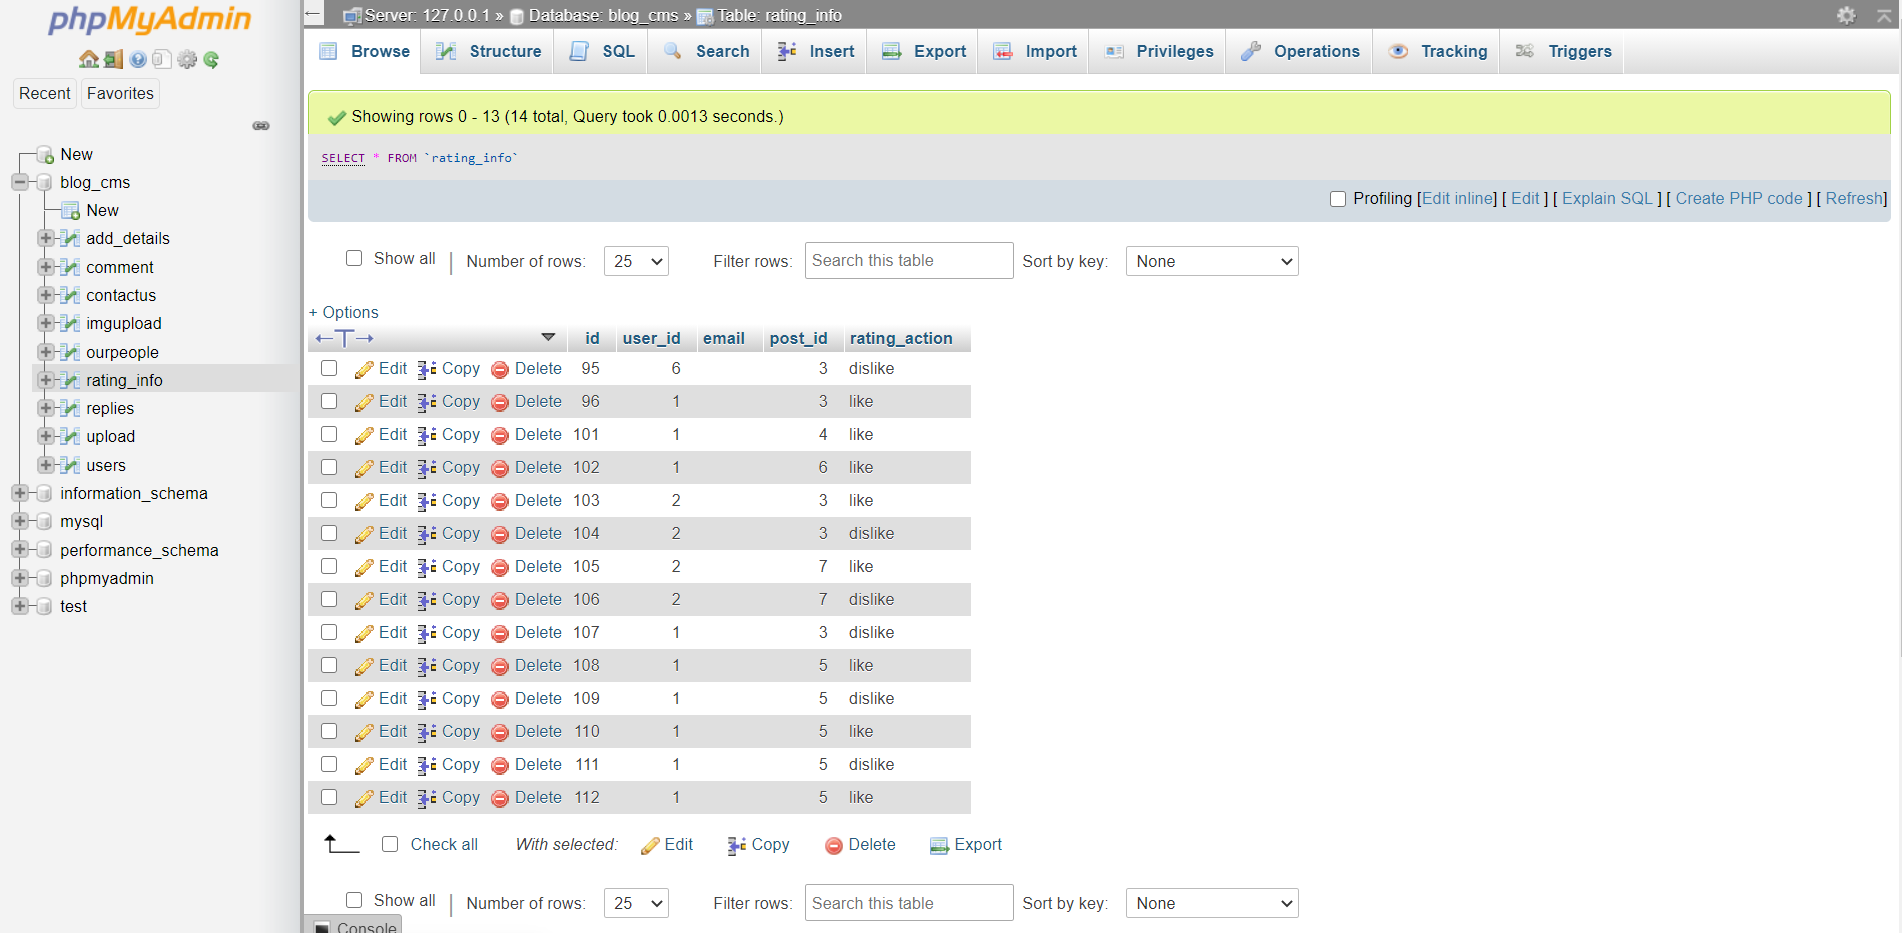 phpMyAdmin
Recent Favorites
New
blog_cms
New
add_details
comment
contactus
imgupload
ourpeople
rating_info
replies
upload
users
information_schema
mysql
performance_schema
phpmyadmin
test
Server: 127.0.0.1 » Database: blog_cms » Table: rating_info
Browse Structure SQL Search Insert Export Import Privileges Operations Tracking Triggers
Showing rows 0 - 13 (14 total, Query took 0.0013 seconds.)
SELECT * FROM `rating_info`
Profiling [Edit inline] [ Edit ] [ Explain SQL ] [ Create PHP code ] [ Refresh]
Show all | Number of rows: 25 Filter rows: Search this table Sort by key: None
+ Options
←T→ id user_id email post_id rating_action
Edit Copy Delete 95 6 3 dislike
Edit Copy Delete 96 1 3 like
Edit Copy Delete 101 1 4 like
Edit Copy Delete 102 1 6 like
Edit Copy Delete 103 2 3 like
Edit Copy Delete 104 2 3 dislike
Edit Copy Delete 105 2 7 like
Edit Copy Delete 106 2 7 dislike
Edit Copy Delete 107 1 3 dislike
Edit Copy Delete 108 1 5 like
Edit Copy Delete 109 1 5 dislike
Edit Copy Delete 110 1 5 like
Edit Copy Delete 111 1 5 dislike
Edit Copy Delete 112 1 5 like
Check all With selected: Edit Copy Delete Export
Show all | Number of rows: 25 Filter rows: Search this table Sort by key: None
Console